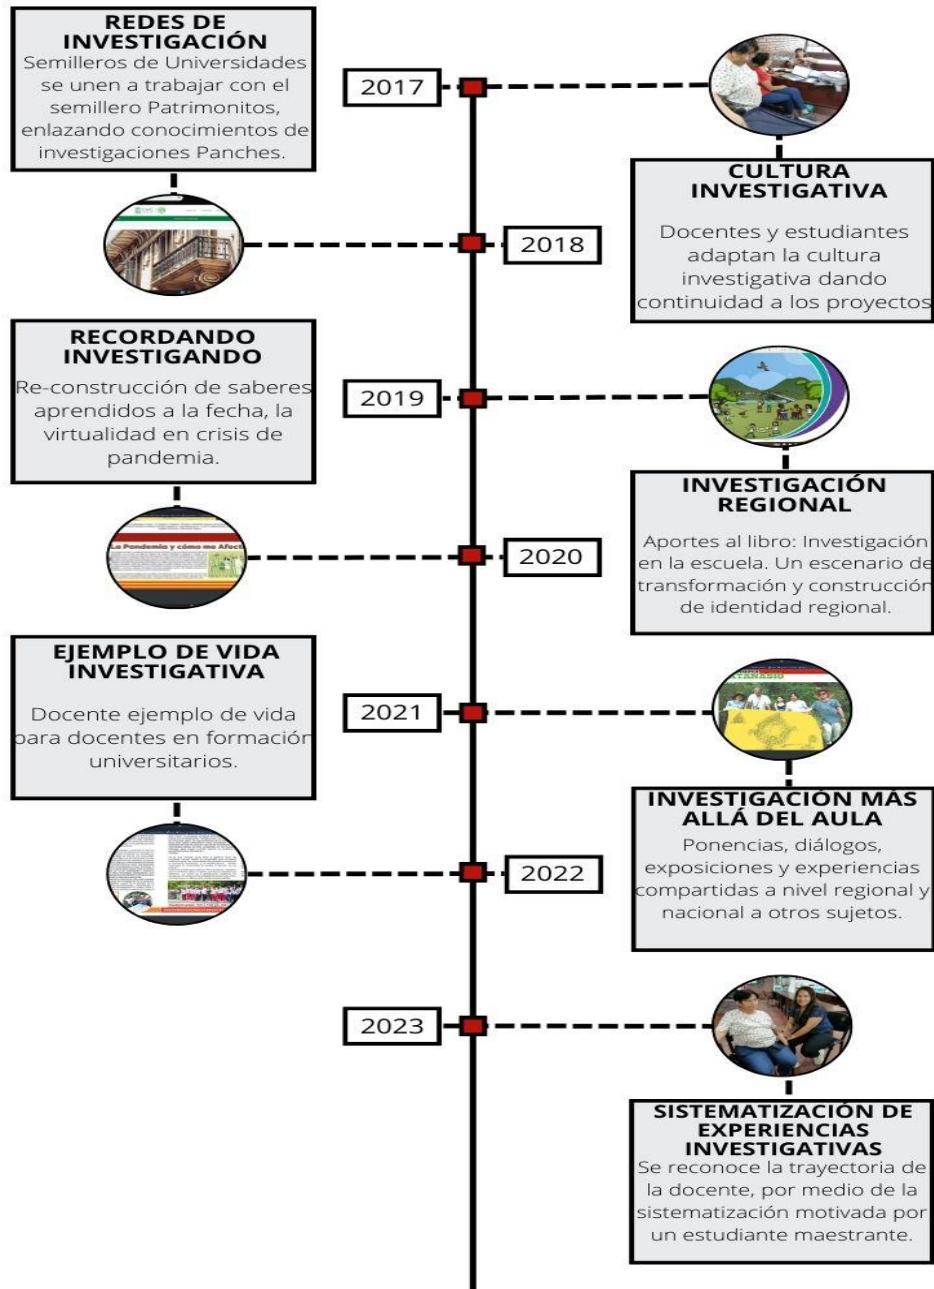 REDES DE
INVESTIGACIÓN
Semilleros de Universidades
se unen a trabajar con el
semillero Patrimonitos,
enlazando conocimientos de
investigaciones Panches.
2017
CULTURA
INVESTIGATIVA
Docentes y estudiantes
adaptan la cultura
investigativa dando
continuidad a los proyectos
2018
RECORDANDO
INVESTIGANDO
Re-construcción de saberes
aprendidos a la fecha, la
virtualidad en crisis de
pandemia.
2019
INVESTIGACIÓN
REGIONAL
Aportes al libro: Investigación
en la escuela. Un escenario de
transformación y construcción
de identidad regional.
La Pandemia y cómo me Afect
2020
EJEMPLO DE VIDA
INVESTIGATIVA
Docente ejemplo de vida
para docentes en formación
universitarios.
2021
ATANASIO
INVESTIGACIÓN MÁS
ALLÁ DEL AULA
Ponencias, diálogos,
exposiciones y experiencias
compartidas a nivel regional y
nacional a otros sujetos.
2022
2023
SISTEMATIZACIÓN DE
EXPERIENCIAS
INVESTIGATIVAS
Se reconoce la trayectoria de
la docente, por medio de la
sistematización motivada por
un estudiante maestrante.